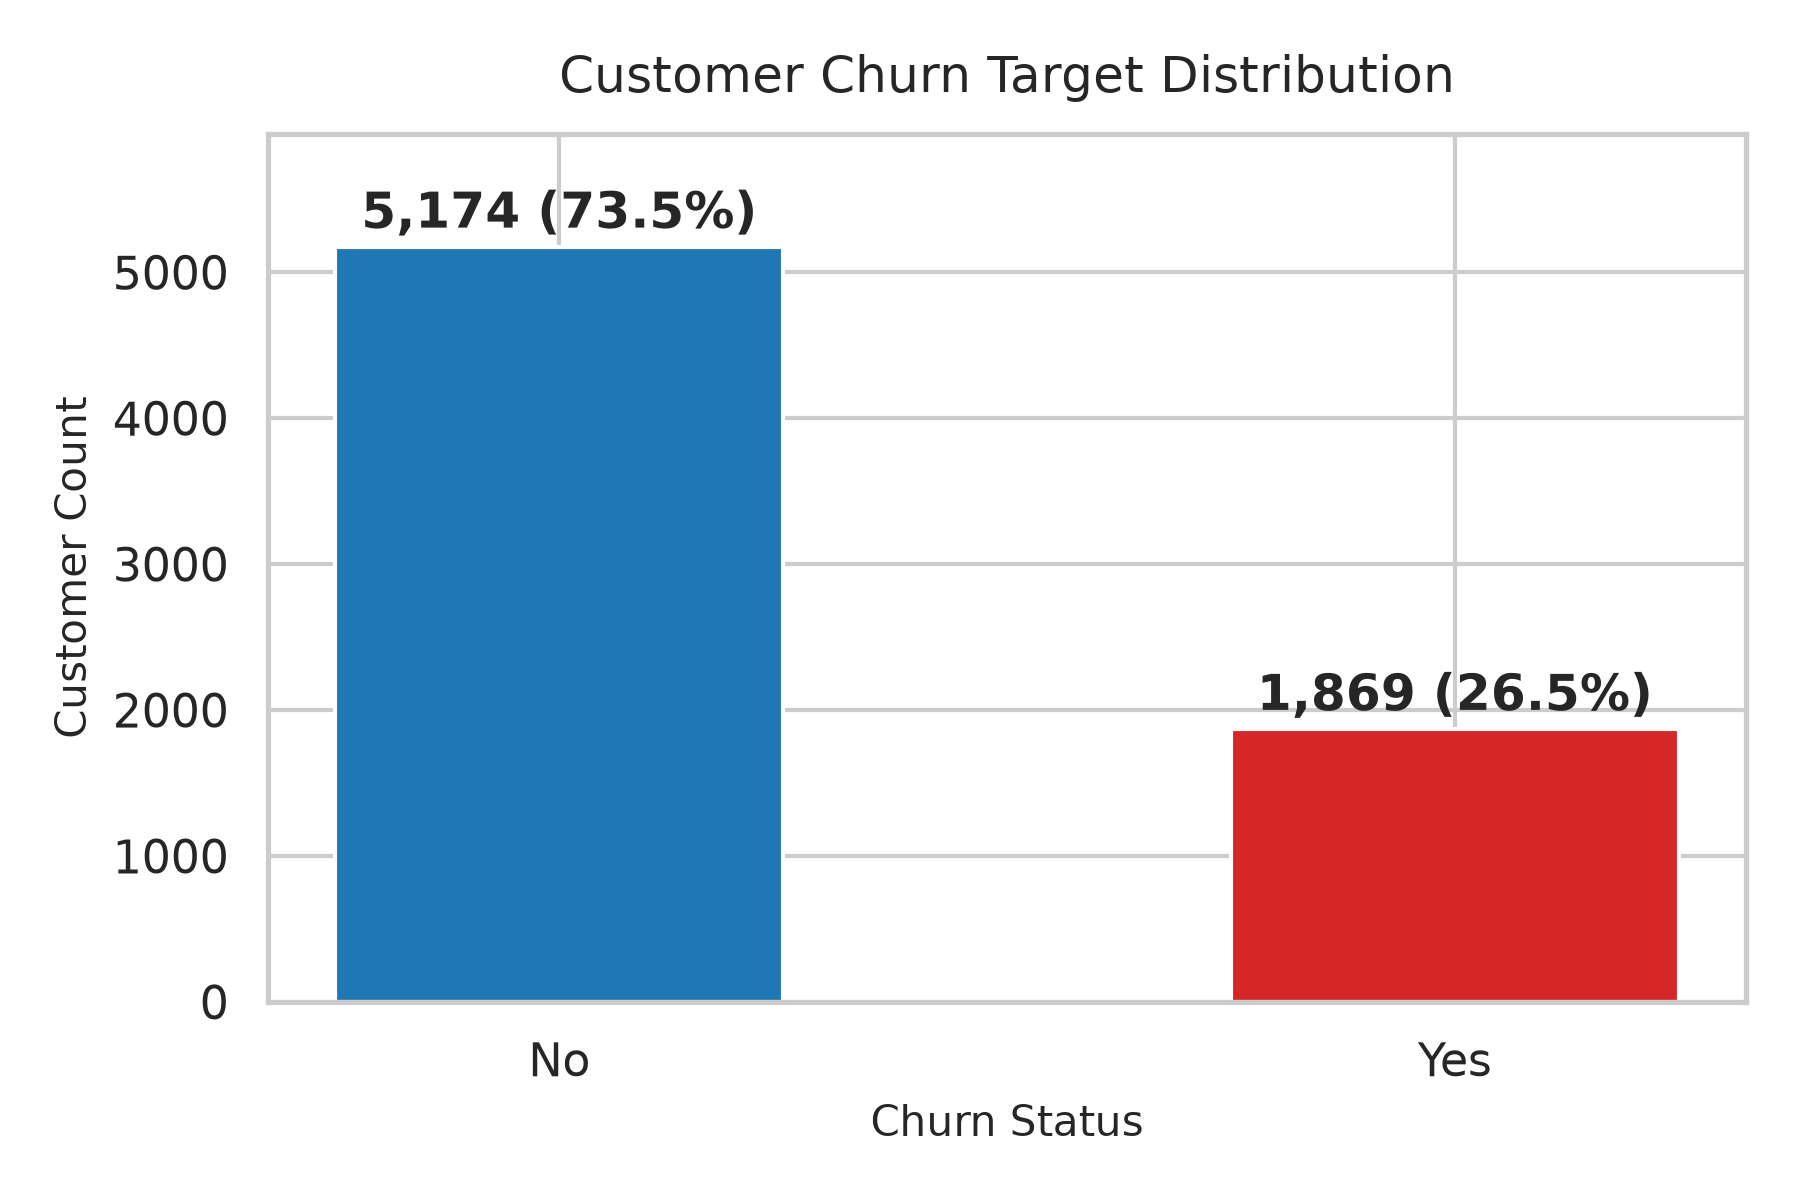 Customer Churn Target Distribution
5,174 (73.5%)
1,869 (26.5%)
Customer Count
5000
4000
3000
2000
1000
0
No
Yes
Churn Status